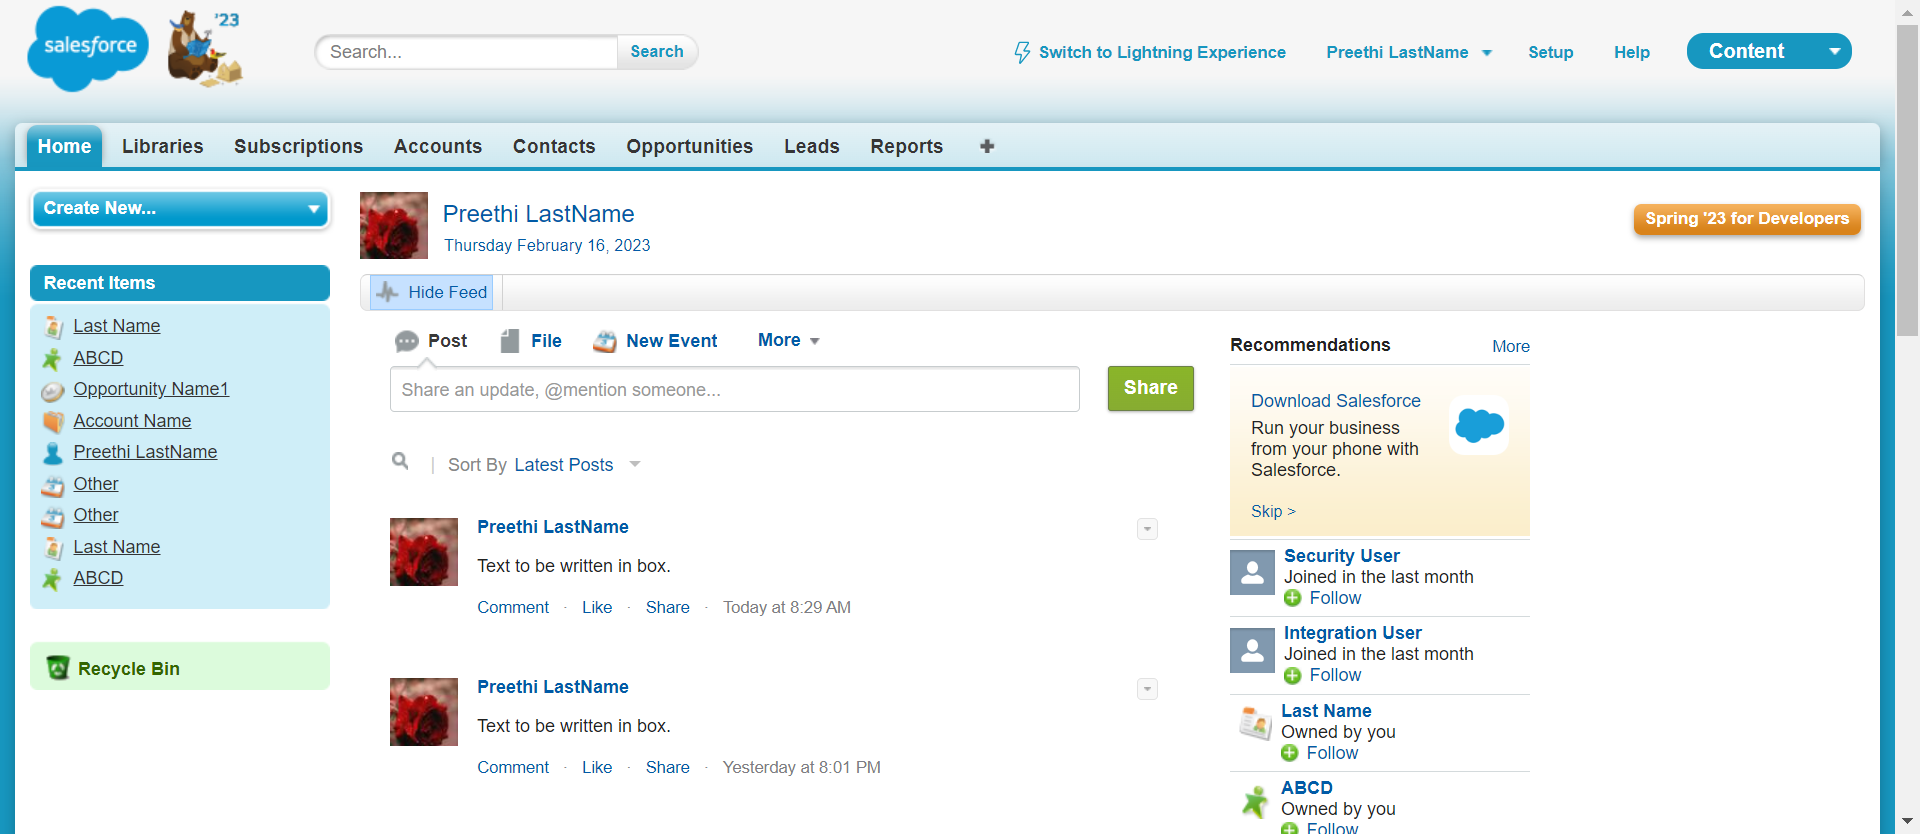 salesforce
'23
Search...
Search
Switch to Lightning Experience
Preethi LastName
Setup
Help
Content
Home
Libraries
Subscriptions
Accounts
Contacts
Opportunities
Leads
Reports
Create New...
Recent Items
Last Name
ABCD
Opportunity Name1
Account Name
Preethi LastName
Other
Other
Last Name
ABCD
Recycle Bin
Preethi LastName
Thursday February 16, 2023
Spring '23 for Developers
Hide Feed
Post
File
New Event
More
Share an update, @mention someone...
Share
Sort By Latest Posts
Preethi LastName
Text to be written in box.
Comment · Like · Share · Today at 8:29 AM
Preethi LastName
Text to be written in box.
Comment · Like · Share · Yesterday at 8:01 PM
Recommendations
More
Download Salesforce
Run your business
from your phone with
Salesforce.
Skip >
Security User
Joined in the last month
Follow
Integration User
Joined in the last month
Follow
Last Name
Owned by you
Follow
ABCD
Owned by you
Follow